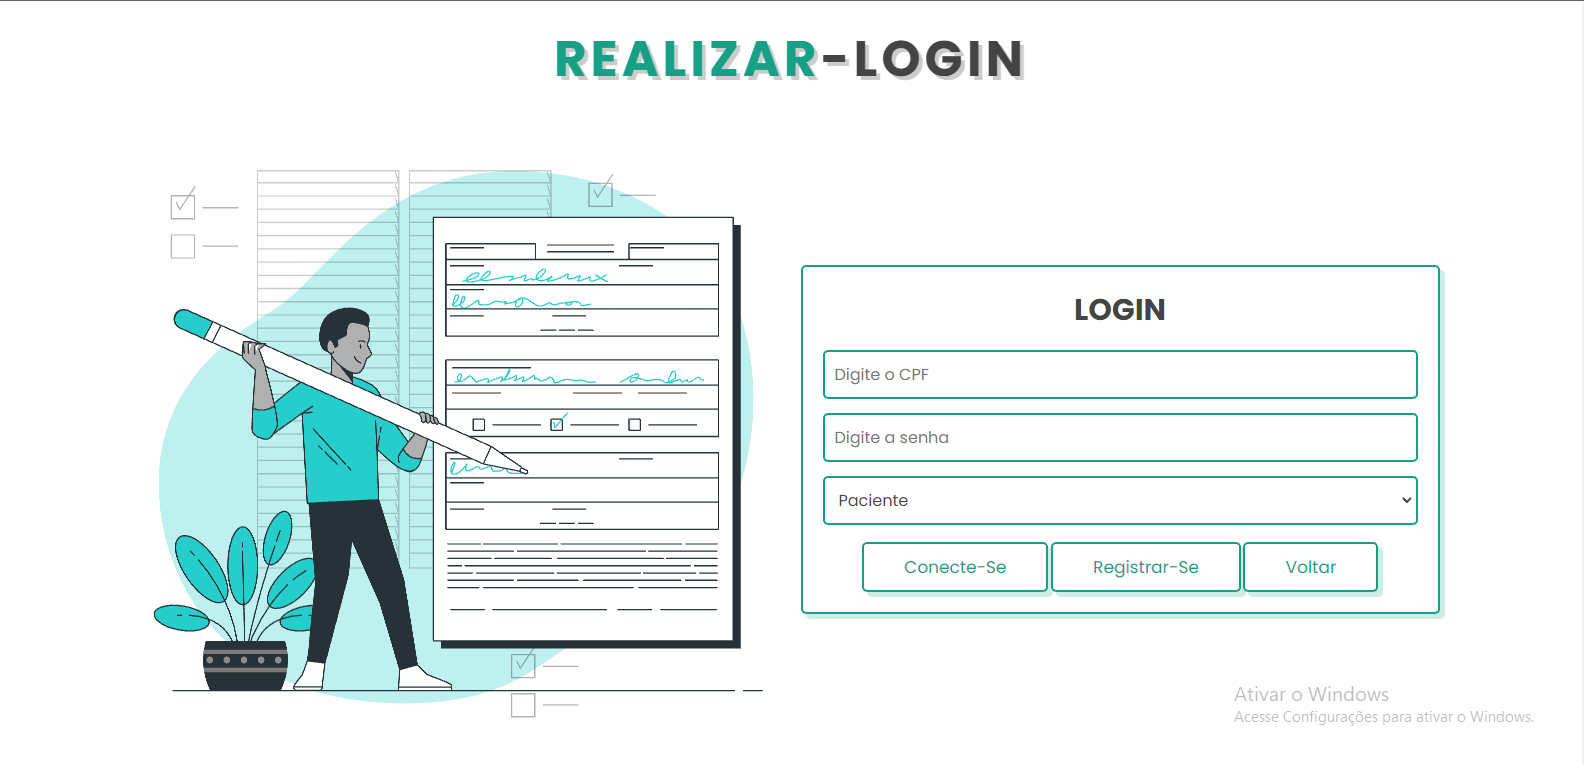 REALIZAR-LOGIN
LOGIN
Digite o CPF
Digite a senha
Paciente
Conecte-Se Registrar-Se Voltar
Ativar o Windows
Acesse Configurações para ativar o Windows.